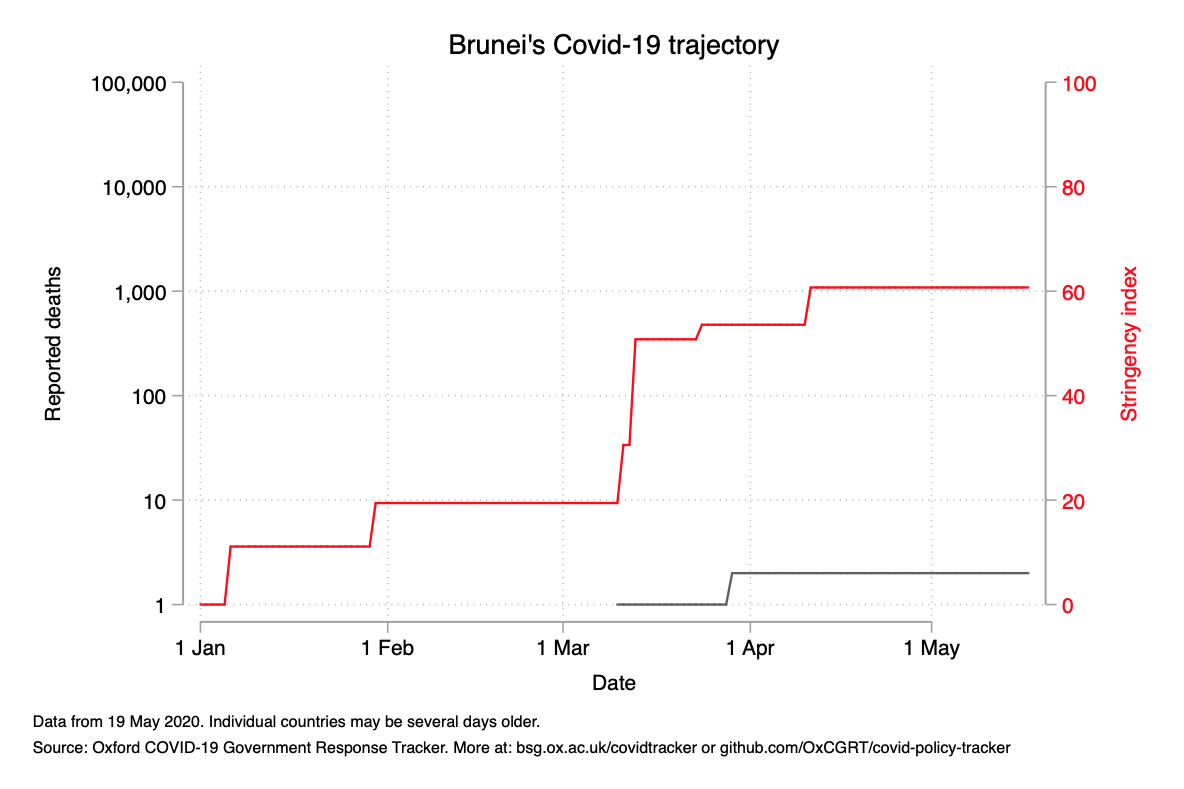 Brunei's Covid-19 trajectory
100,000
10,000
1,000
100
10
1
Reported deaths
100
80
60
40
20
0
Stringency index
1 Jan
1 Feb
1 Mar
1 Apr
1 May
Date
Data from 19 May 2020. Individual countries may be several days older.
Source: Oxford COVID-19 Government Response Tracker. More at: bsg.ox.ac.uk/covidtracker or github.com/OxCGRT/covid-policy-tracker